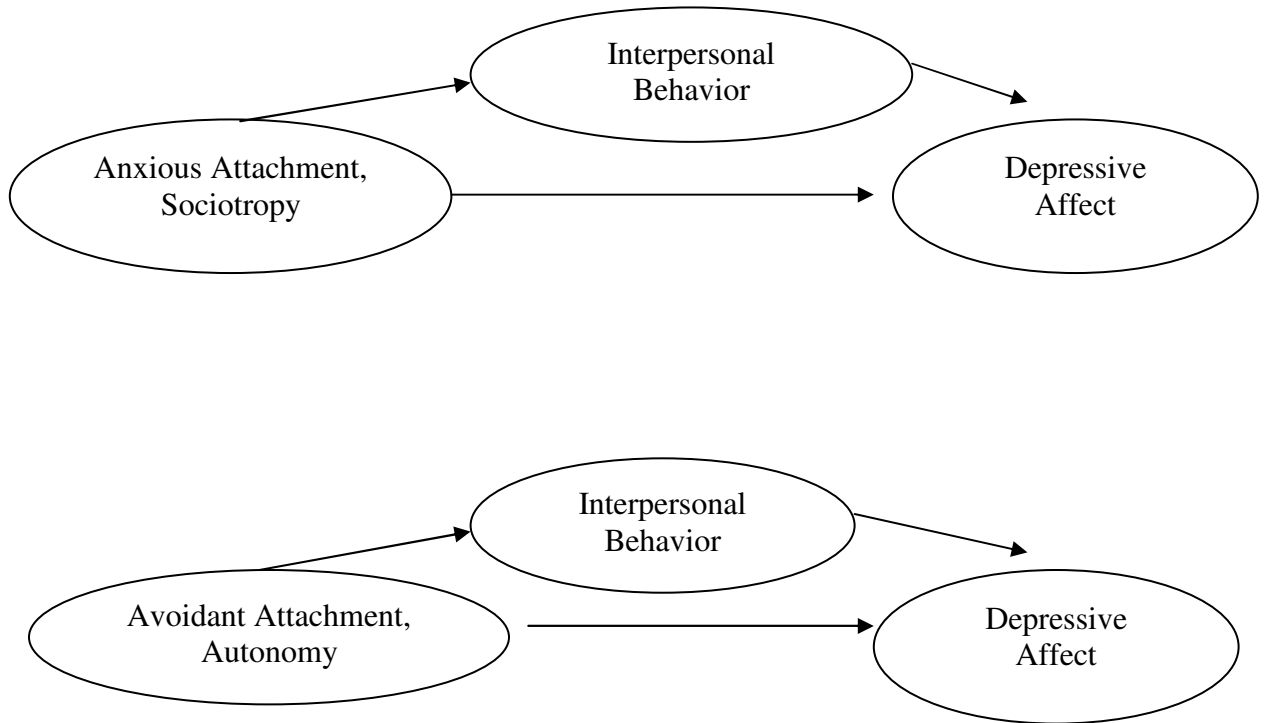 Interpersonal
Behavior
Anxious Attachment,
Sociotropy
Depressive
Affect
Interpersonal
Behavior
Avoidant Attachment,
Autonomy
Depressive
Affect